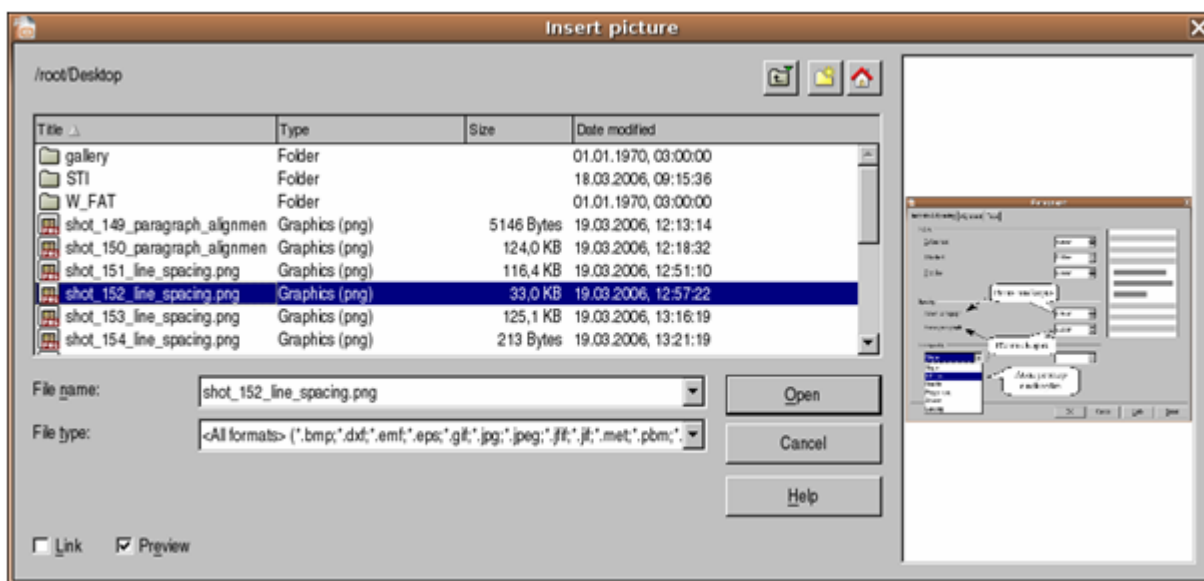 Insert picture
/root/Desktop
Title Type Size Date modified
gallery Folder 01.01.1970, 03:00:00
STI Folder 18.03.2006, 09:15:36
W_FAT Folder 01.01.1970, 03:00:00
shot_149_paragraph_alignmen Graphics (png) 5146 Bytes 19.03.2006, 12:13:14
shot_150_paragraph_alignmen Graphics (png) 124,0 KB 19.03.2006, 12:18:32
shot_151_line_spacing.png Graphics (png) 116,4 KB 19.03.2006, 12:51:10
shot_152_line_spacing.png Graphics (png) 33,0 KB 19.03.2006, 12:57:22
shot_153_line_spacing.png Graphics (png) 125,1 KB 19.03.2006, 13:16:19
shot_154_line_spacing.png Graphics (png) 213 Bytes 19.03.2006, 13:21:19
File name: shot_152_line_spacing.png Open
File type: <All formats> (*.bmp;*.dxf;*.emf;*.eps;*.gif;*.jpg;*.jpeg;*.jfif;*.jif;*.met;*.pbm;*.
Cancel
Help
Link Preview